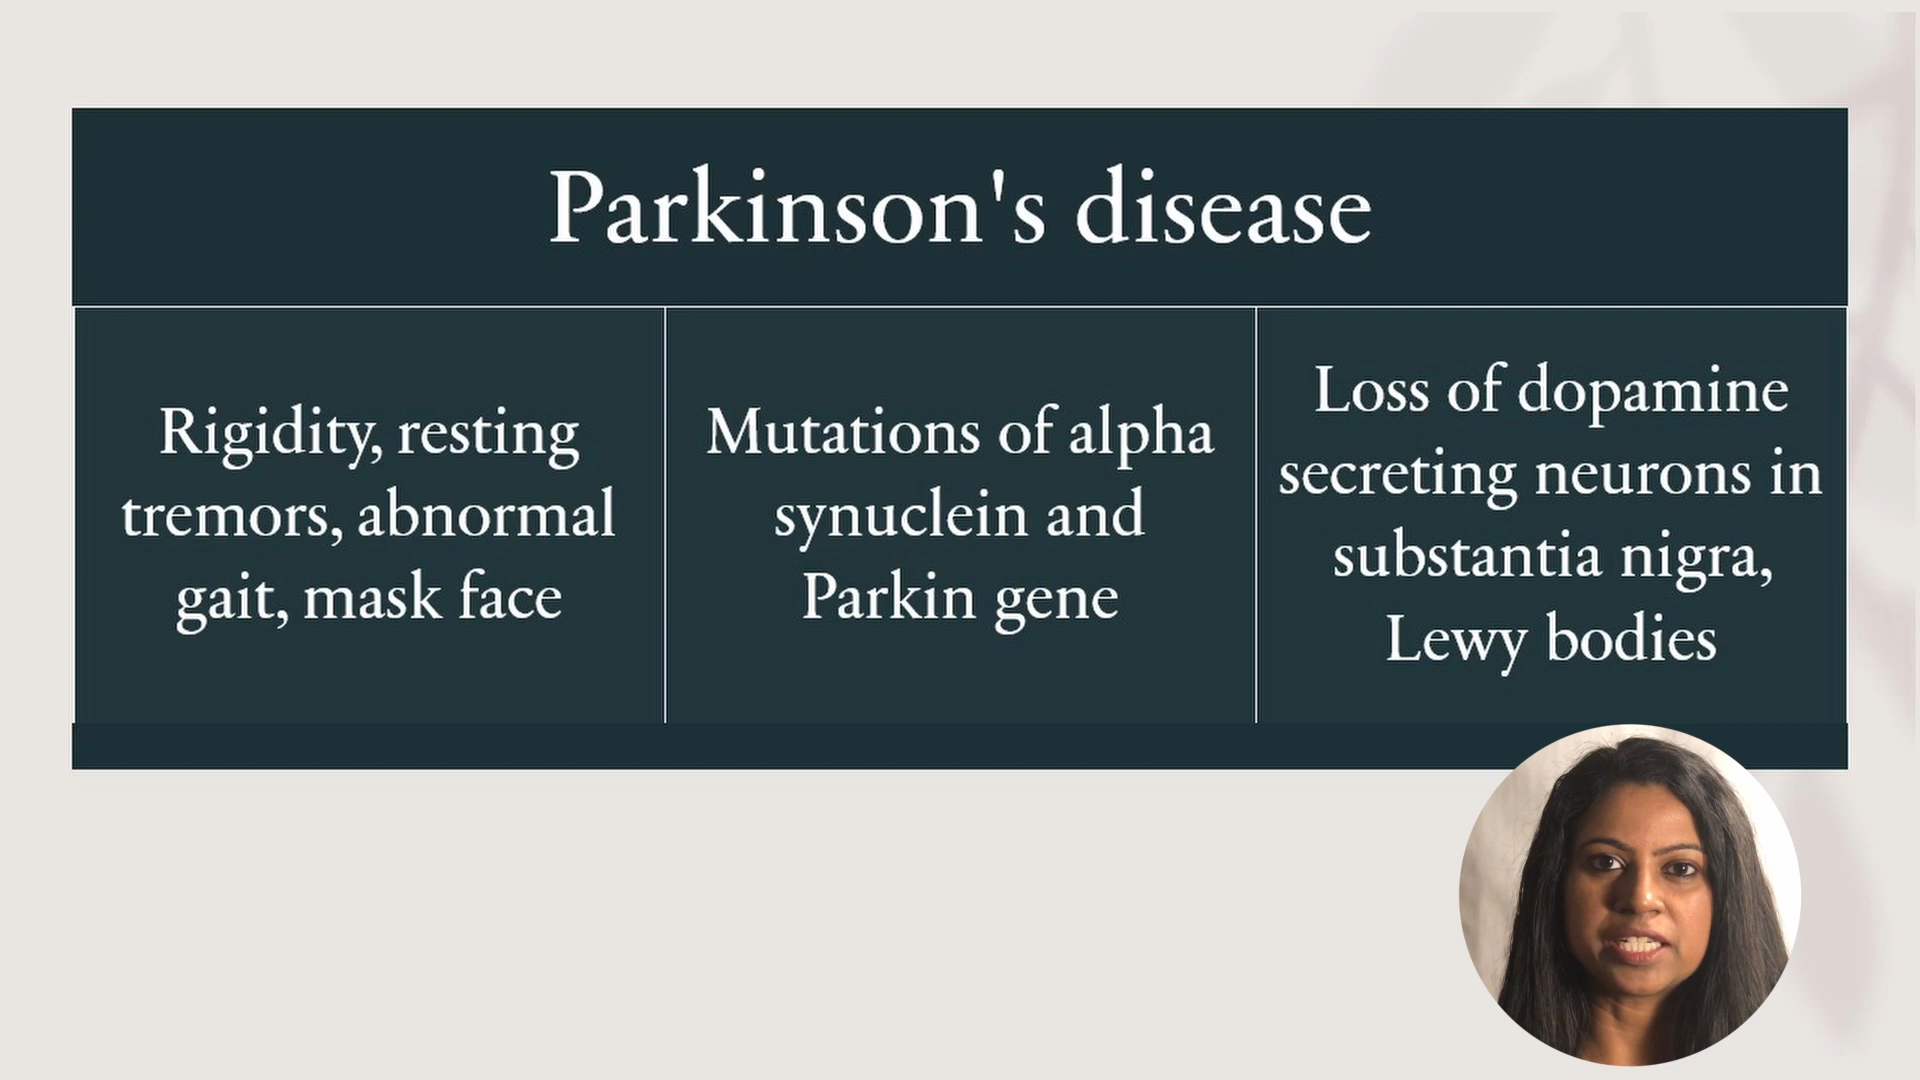 Parkinson's disease
Rigidity, resting
tremors, abnormal
gait, mask face
Mutations of alpha
synuclein and
Parkin gene
Loss of dopamine
secreting neurons in
substantia nigra,
Lewy bodies